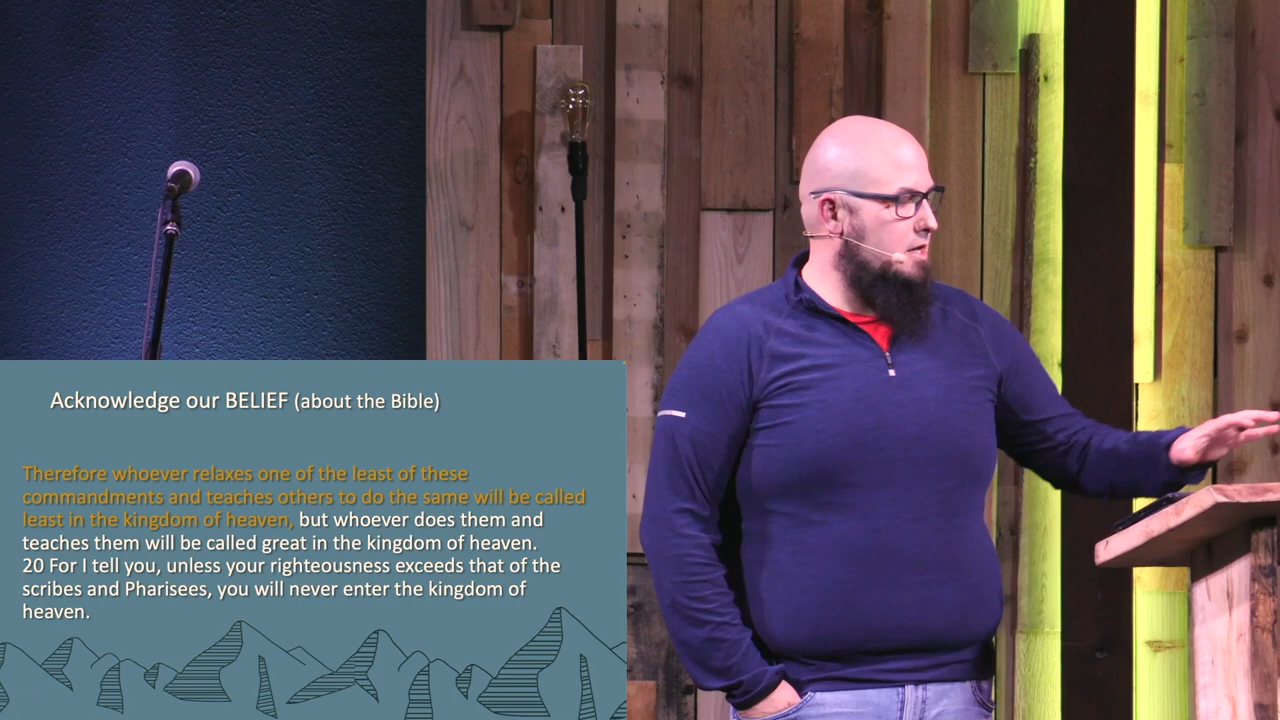 Acknowledge our BELIEF (about the Bible)
Therefore whoever relaxes one of the least of these
commandments and teaches others to do the same will be called
least in the kingdom of heaven, but whoever does them and
teaches them will be called great in the kingdom of heaven.
20 For I tell you, unless your righteousness exceeds that of the
scribes and Pharisees, you will never enter the kingdom of
heaven.